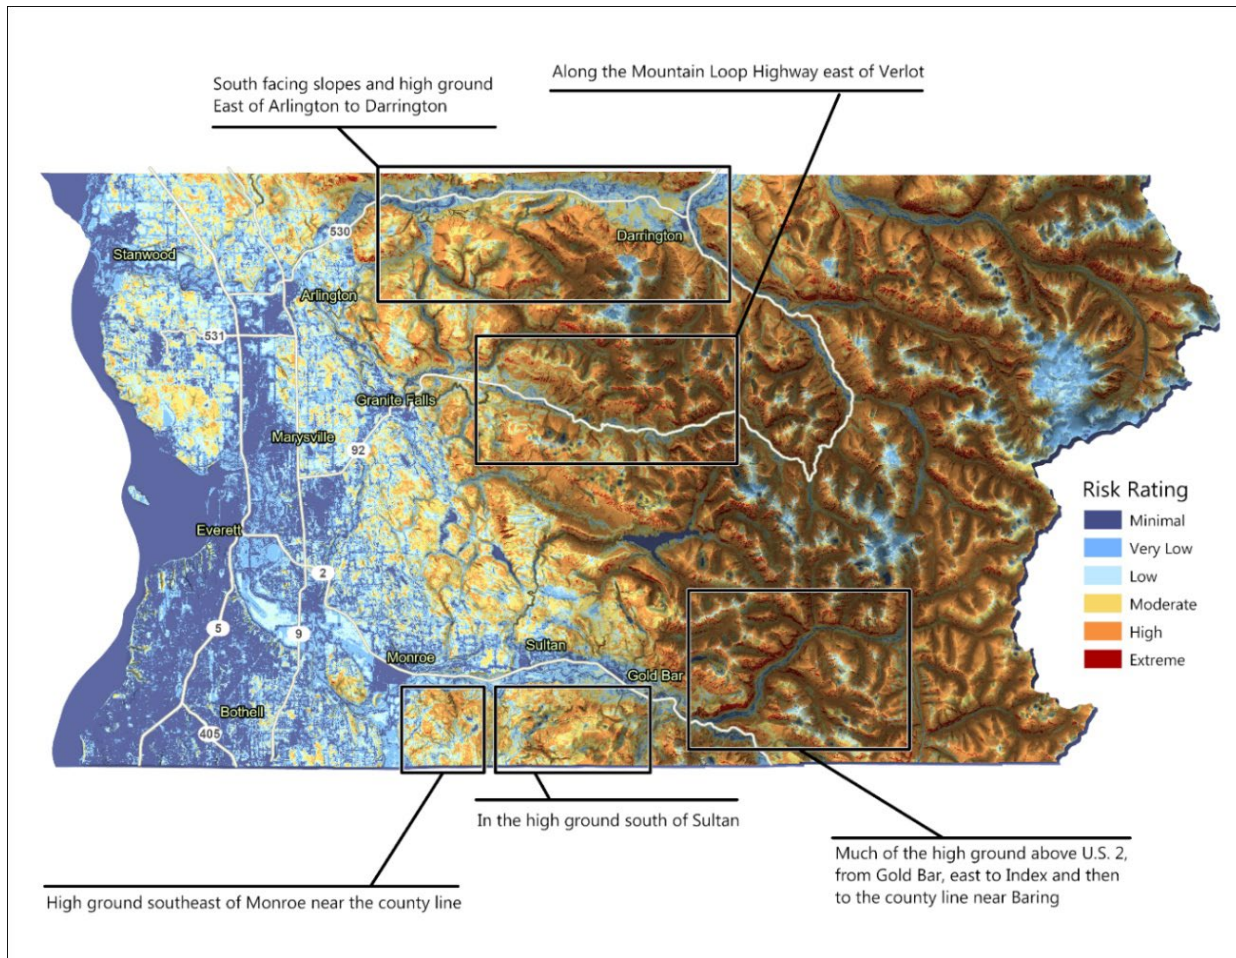 Along the Mountain Loop Highway east of Verlot
South facing slopes and high ground
East of Arlington to Darrington
530
Darrington
Stanwood
Arlington
531
Granite Falls
Marysville
92
Everett
2
5
9
Sultan
Monroe
Gold Bar
Bothell
405
Risk Rating
Minimal
Very Low
Low
Moderate
High
Extreme
In the high ground south of Sultan
Much of the high ground above U.S. 2,
from Gold Bar, east to Index and then
to the county line near Baring
High ground southeast of Monroe near the county line